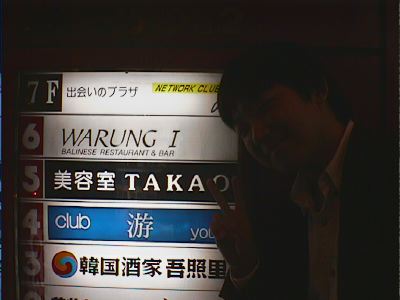 7F 出会いのプラザ NETWORK CLUB
6 WARUNG I
BALINESE RESTAURANT & BAR
5 美容室 TAKAO
4 club 游 you
3 韓国酒家 吾照里